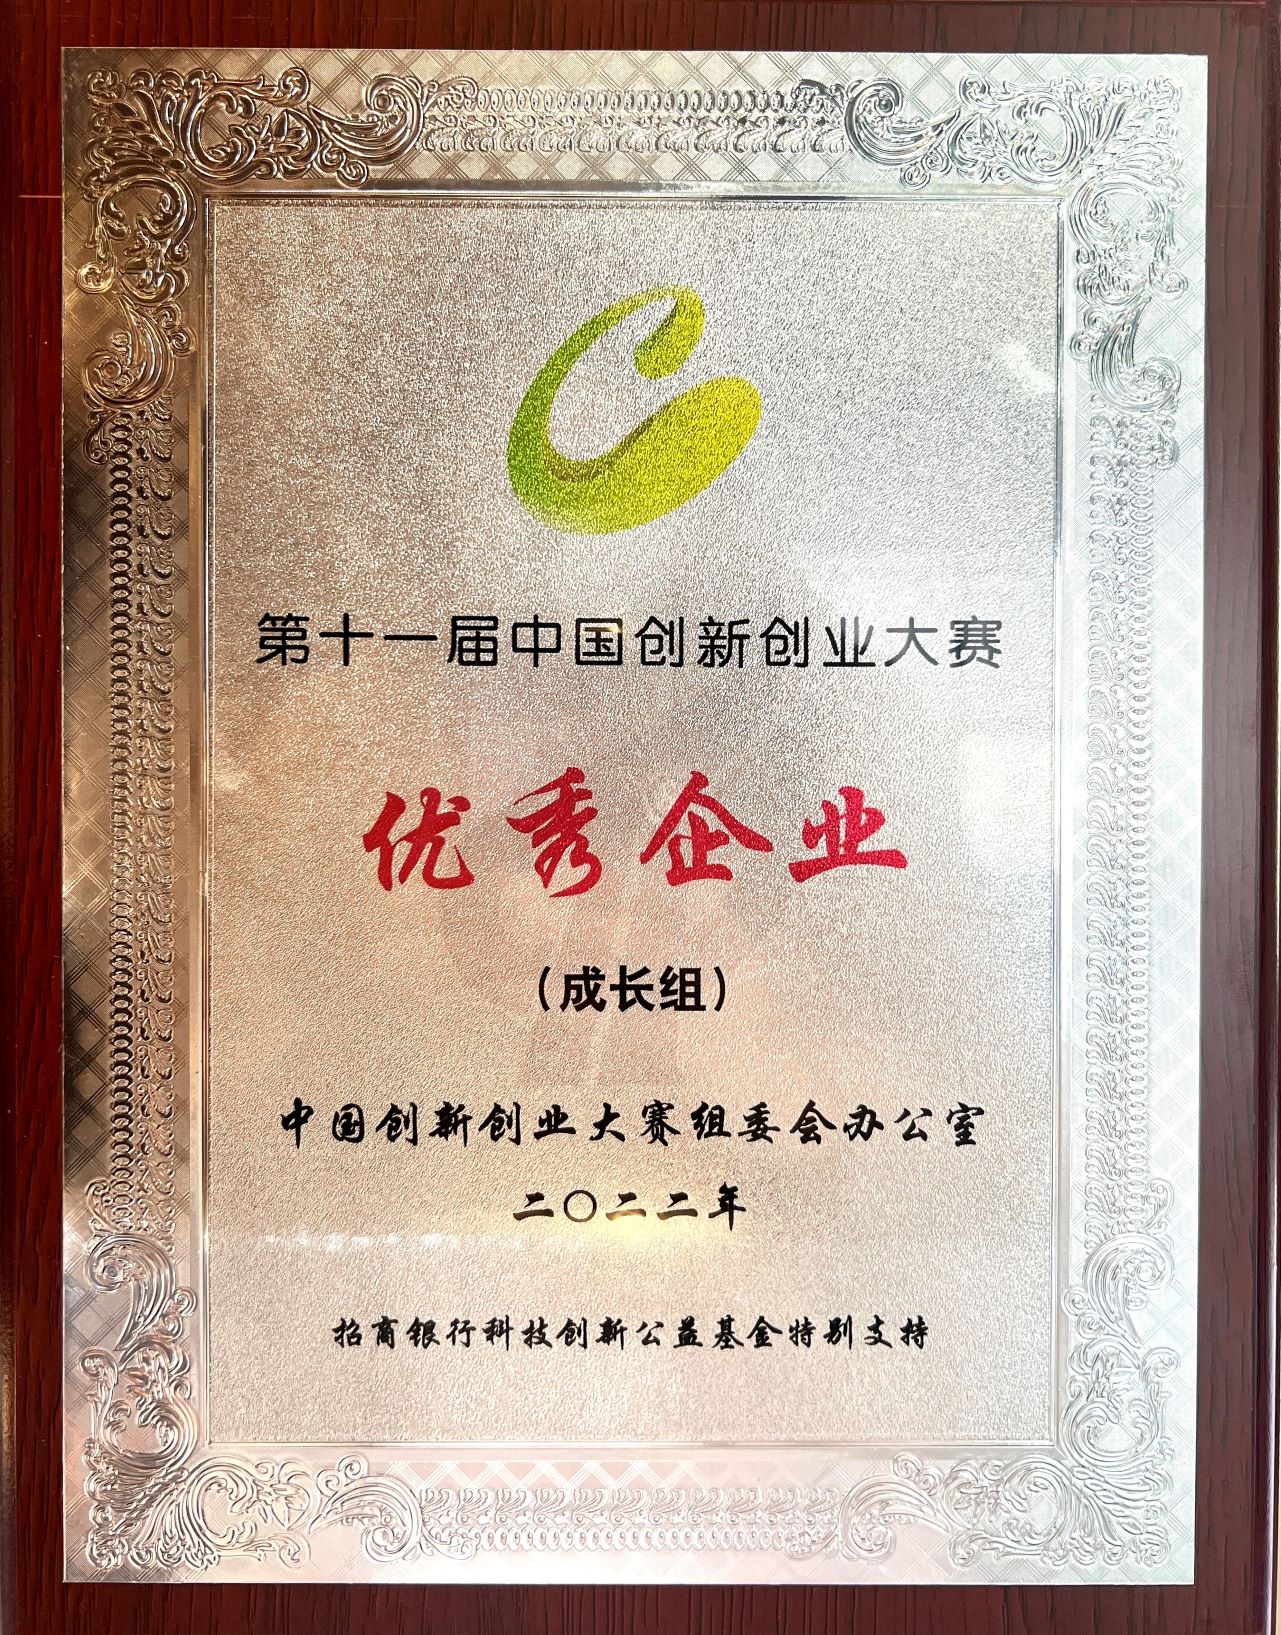 第十一届中国创新创业大赛
优秀企业
（成长组）
中国创新创业大赛组委会办公室
二〇二二年
招商银行科技创新公益基金特别支持